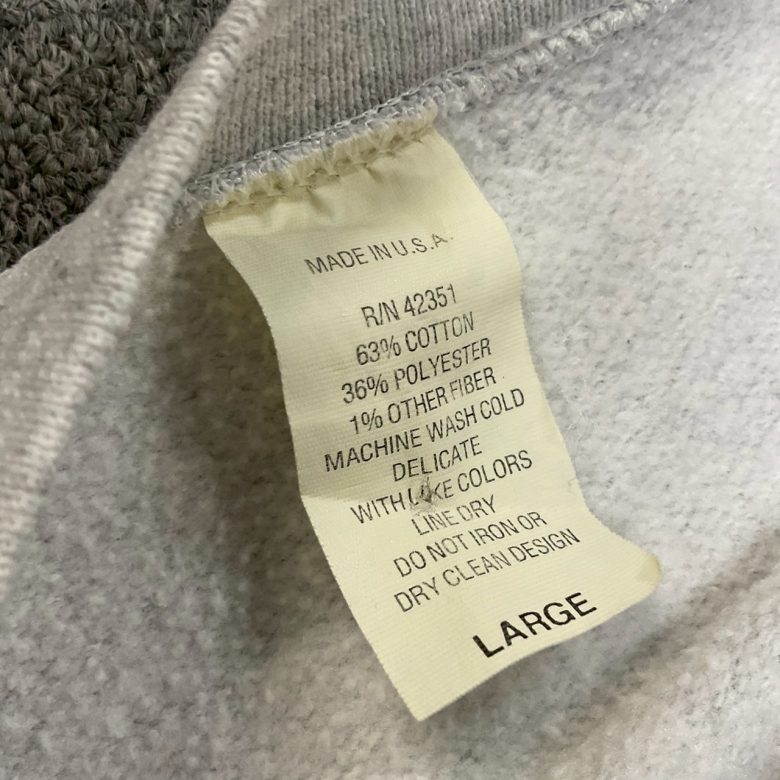 MADE IN U.S.A.
R/N 42351
63% COTTON
36% POLYESTER
1% OTHER FIBER
MACHINE WASH COLD
DELICATE
WITH LIKE COLORS
LINE DRY
DO NOT IRON OR
DRY CLEAN DESIGN
LARGE